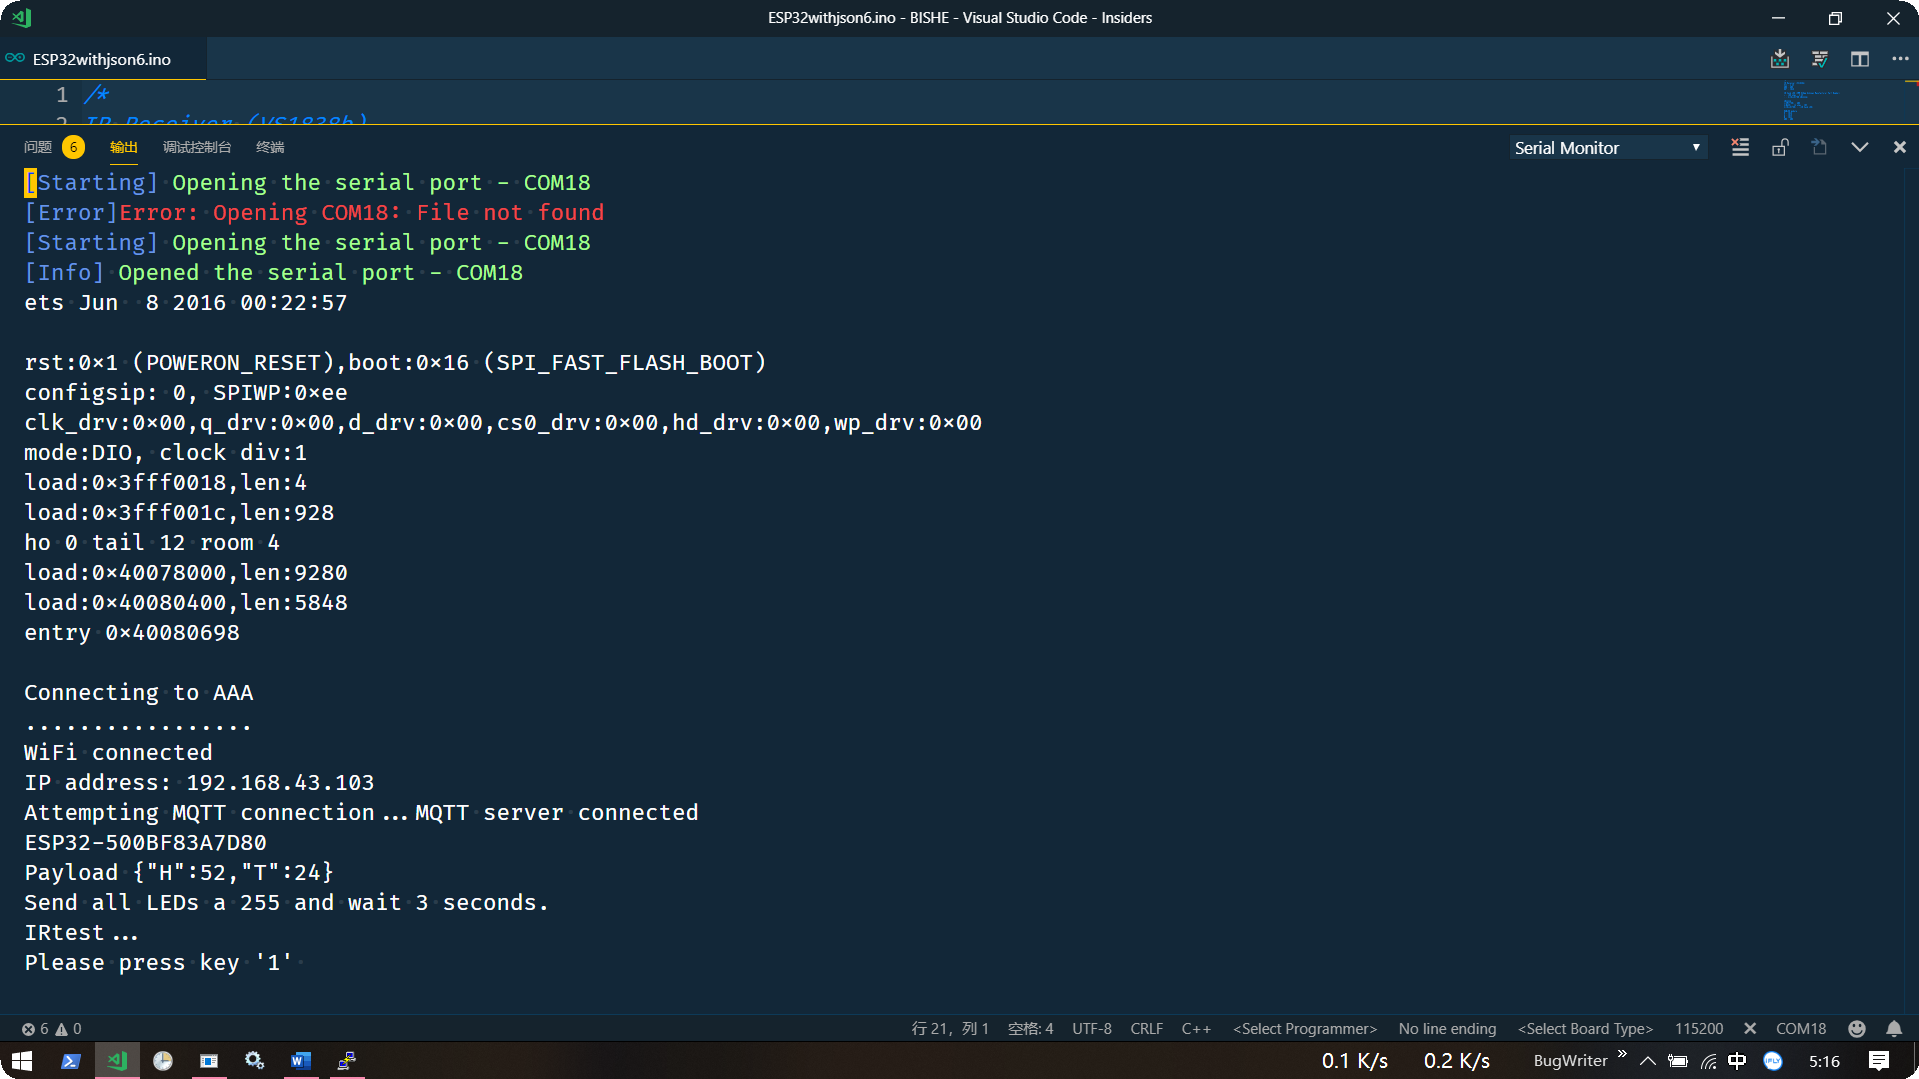 ESP32withjson6.ino - BISHE - Visual Studio Code - Insiders
ESP32withjson6.ino
1 /*
2 IR Receiver (VS1838b)
问题 6 输出 调试控制台 终端 Serial Monitor
[Starting] Opening the serial port - COM18
[Error]Error: Opening COM18: File not found
[Starting] Opening the serial port - COM18
[Info] Opened the serial port - COM18
ets Jun  8 2016 00:22:57
rst:0x1 (POWERON_RESET),boot:0x16 (SPI_FAST_FLASH_BOOT)
configsip: 0, SPIWP:0xee
clk_drv:0x00,q_drv:0x00,d_drv:0x00,cs0_drv:0x00,hd_drv:0x00,wp_drv:0x00
mode:DIO, clock div:1
load:0x3fff0018,len:4
load:0x3fff001c,len:928
ho 0 tail 12 room 4
load:0x40078000,len:9280
load:0x40080400,len:5848
entry 0x40080698
Connecting to AAA
.................
WiFi connected
IP address: 192.168.43.103
Attempting MQTT connection...MQTT server connected
ESP32-500BF83A7D80
Payload {"H":52,"T":24}
Send all LEDs a 255 and wait 3 seconds.
IRtest...
Please press key '1'
6 0 行 21, 列 1 空格: 4 UTF-8 CRLF C++ <Select Programmer> No line ending <Select Board Type> 115200 COM18
0.1 K/s 0.2 K/s BugWriter 中 5:16